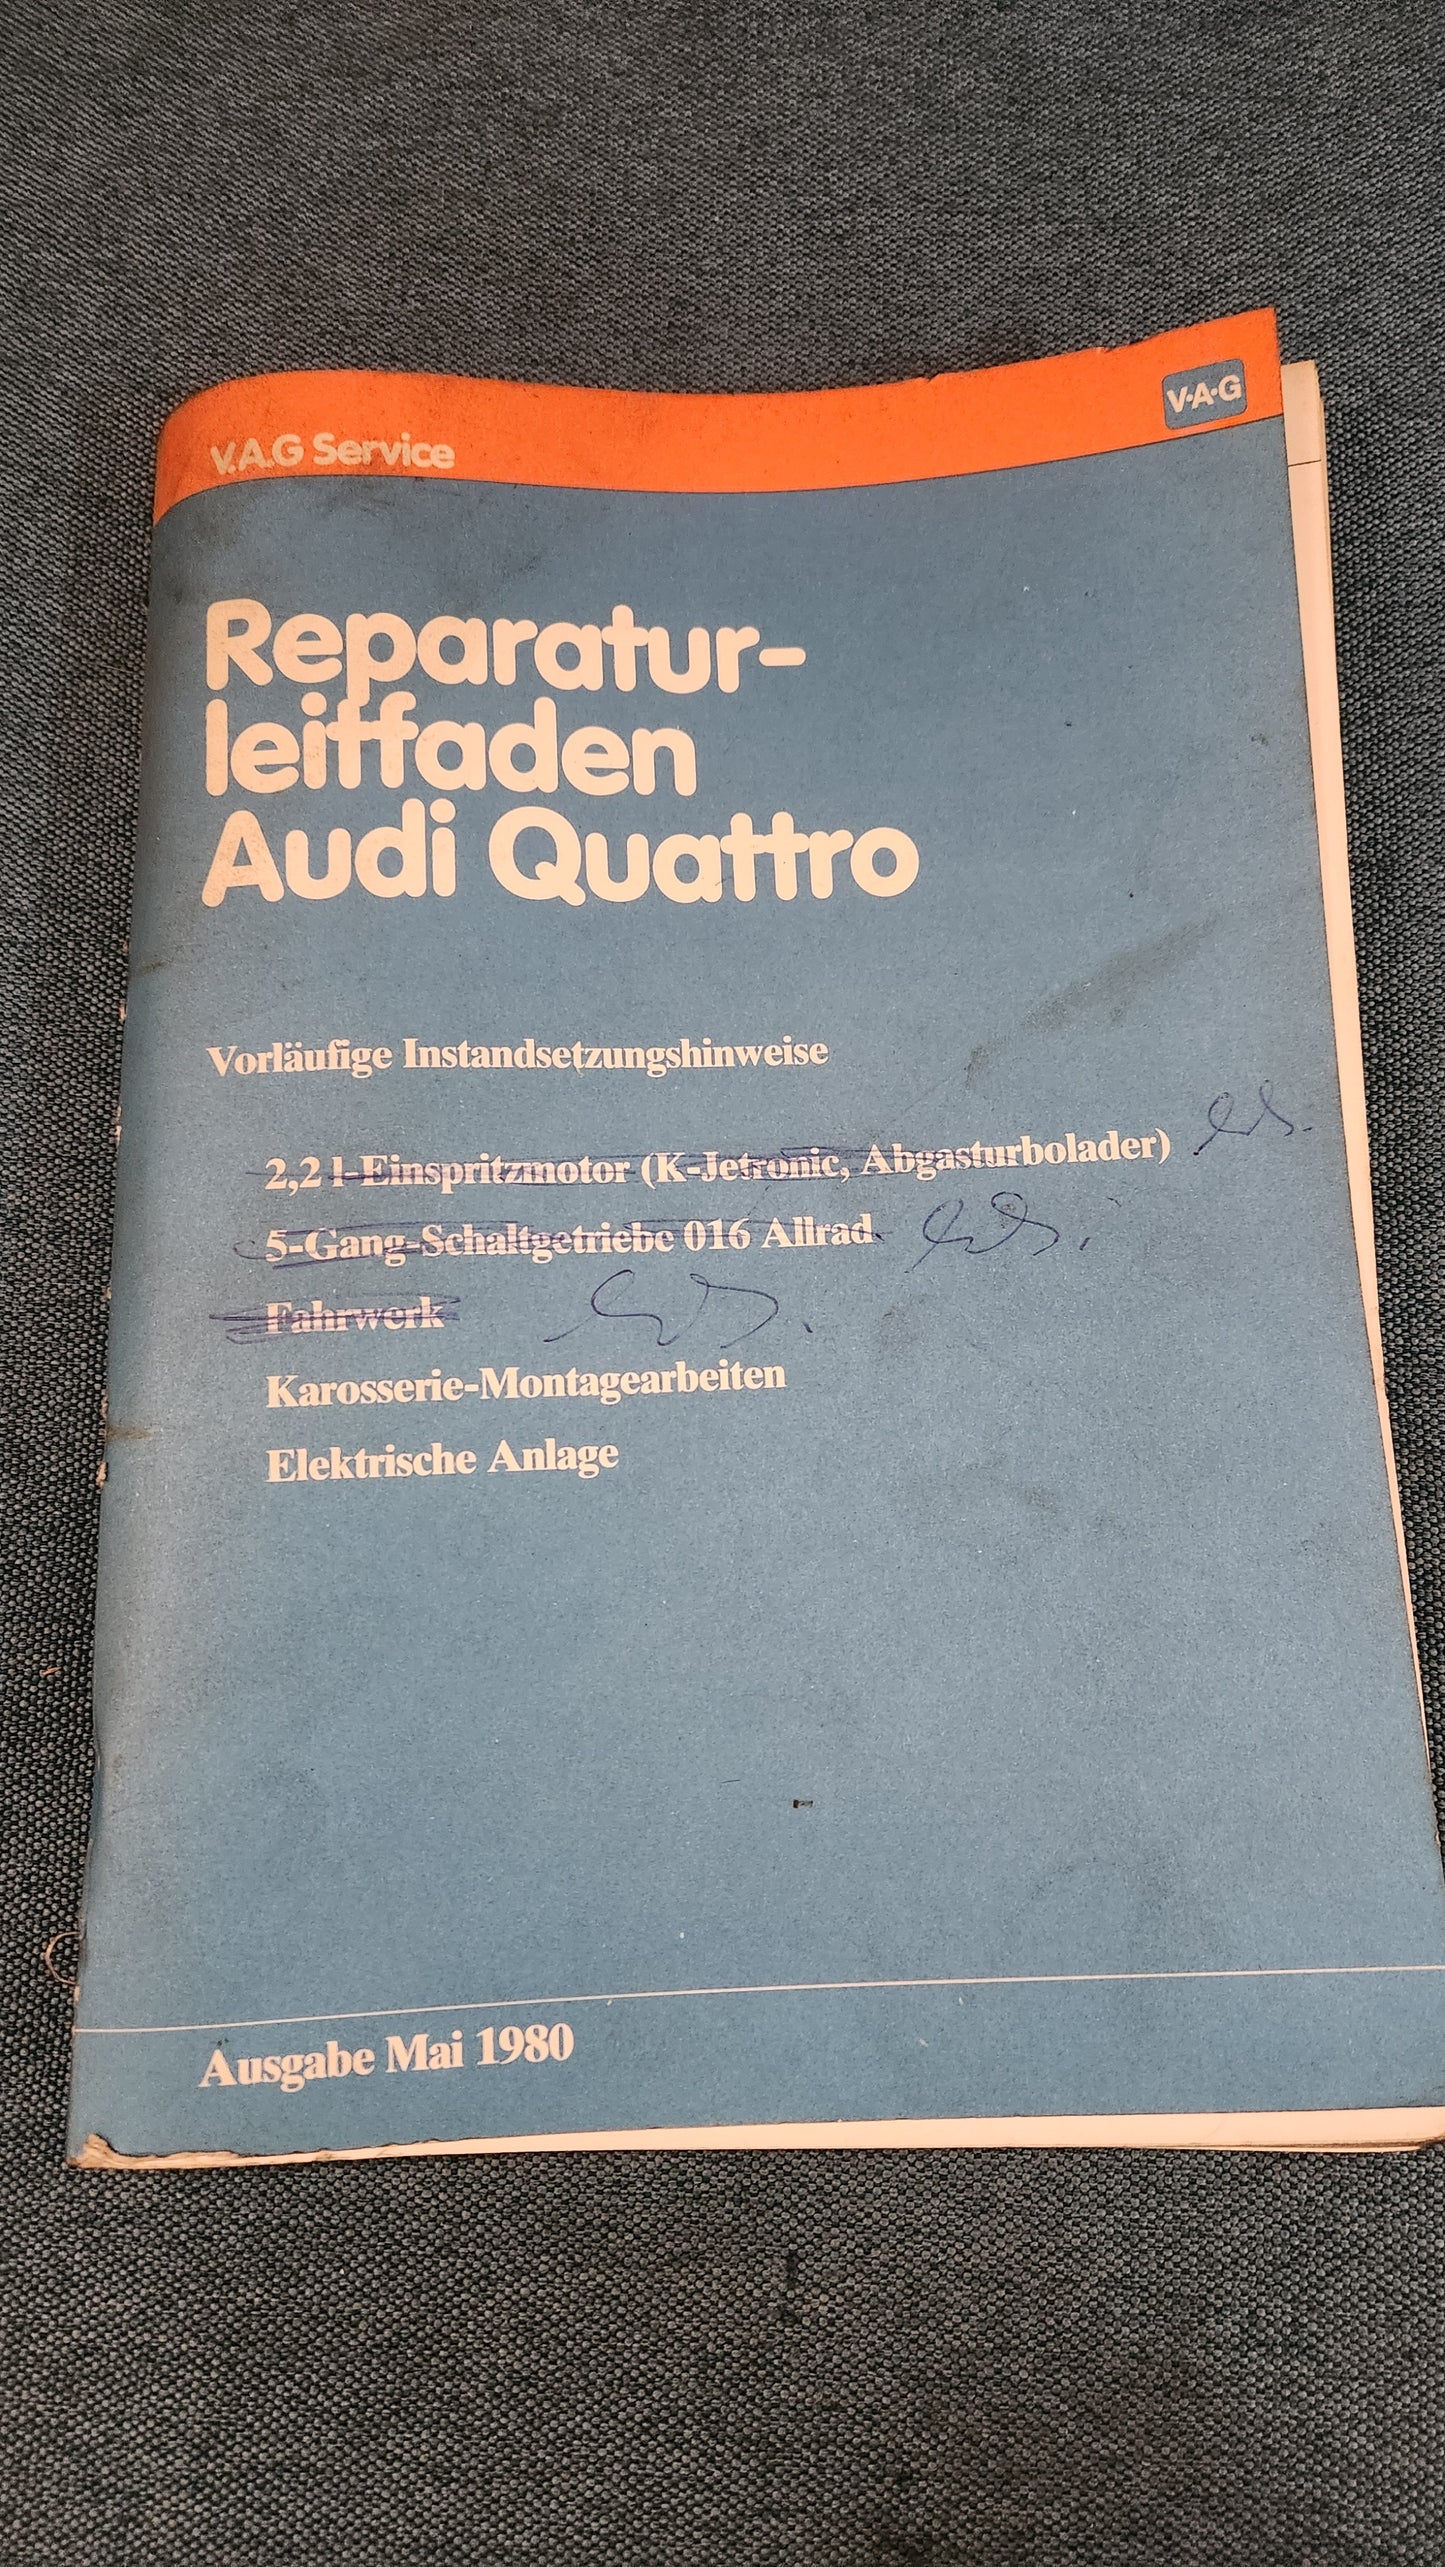 V.A.G Service
V·A·G
Reparatur-
leitfaden
Audi Quattro
Vorläufige Instandsetzungshinweise
2,2 l-Einspritzmotor (K-Jetronic, Abgasturbolader)
5-Gang-Schaltgetriebe 016 Allrad
Fahrwerk
Karosserie-Montagearbeiten
Elektrische Anlage
Ausgabe Mai 1980